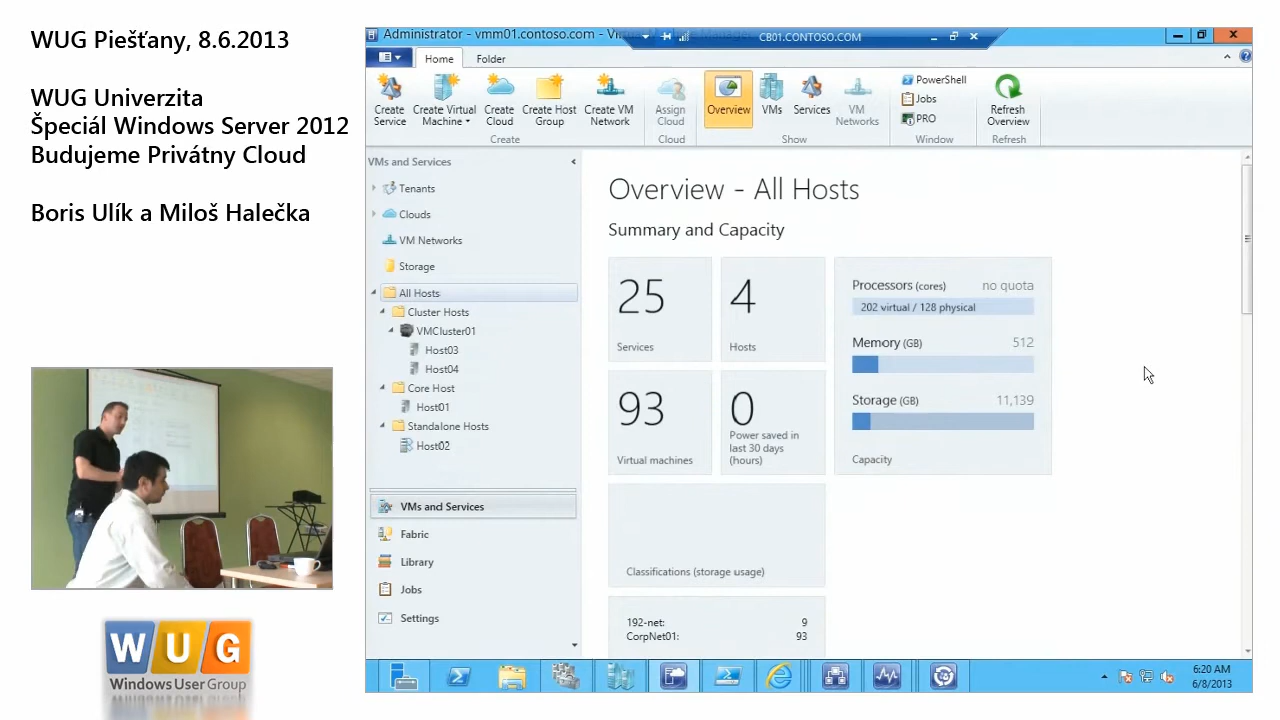 WUG Piešťany, 8.6.2013
WUG Univerzita
Špeciál Windows Server 2012
Budujeme Privátny Cloud
Boris Ulík a Miloš Halečka
WUG
Windows User Group
Administrator - vmm01.contoso.com -
CB01.CONTOSO.COM
Home
Folder
Create Service
Create Virtual Machine
Create Cloud
Create Host Group
Create VM Network
Assign Cloud
Overview
VMs
Services
VM Networks
PowerShell
Jobs
PRO
Refresh Overview
Create
Cloud
Show
Window
Refresh
VMs and Services
Tenants
Clouds
VM Networks
Storage
All Hosts
Cluster Hosts
VMCluster01
Host03
Host04
Core Host
Host01
Standalone Hosts
Host02
VMs and Services
Fabric
Library
Jobs
Settings
Overview - All Hosts
Summary and Capacity
25
Services
4
Hosts
93
Virtual machines
0
Power saved in
last 30 days
(hours)
Processors (cores) no quota
202 virtual / 128 physical
Memory (GB) 512
Storage (GB) 11,139
Capacity
Classifications (storage usage)
192-net: 9
CorpNet01: 93
6:20 AM
6/8/2013